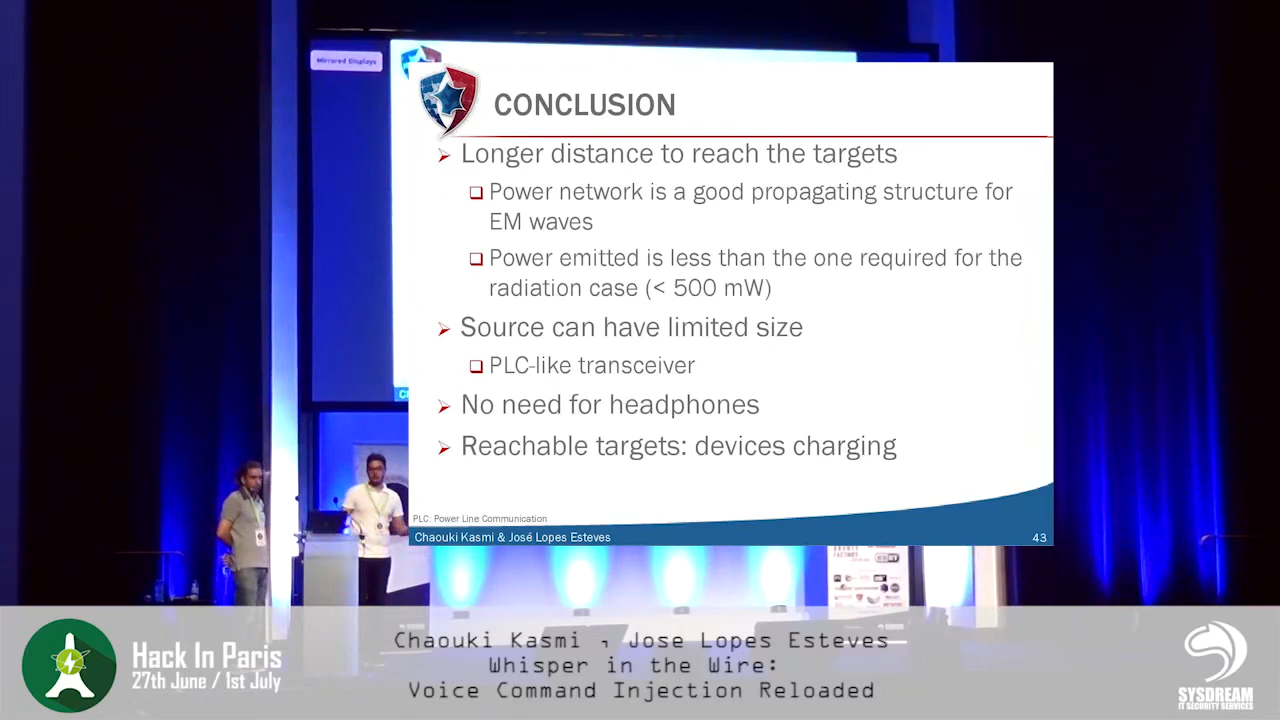 Mirrored Displays
CONCLUSION
Longer distance to reach the targets
Power network is a good propagating structure for
EM waves
Power emitted is less than the one required for the
radiation case (< 500 mW)
Source can have limited size
PLC-like transceiver
No need for headphones
Reachable targets: devices charging
PLC: Power Line Communication
Chaouki Kasmi & José Lopes Esteves
43
Hack In Paris
27th June / 1st July
Chaouki Kasmi , Jose Lopes Esteves
Whisper in the Wire:
Voice Command Injection Reloaded
SYSDREAM
IT SECURITY SERVICES